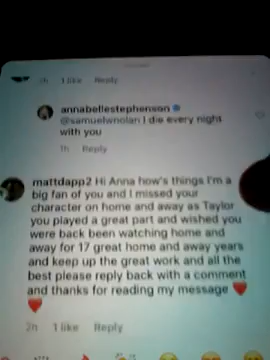 2h 1 like Reply
annabellestephenson
@samuelwnolan I die every night
with you
1h Reply
mattdapp2 Hi Anna how's things I'm a
big fan of you and I missed your
character on home and away as Taylor
you played a great part and wished you
were back been watching home and
away for 17 great home and away years
and keep up the great work and all the
best please reply back with a comment
and thanks for reading my message ❤️
❤️
2h 1 like Reply